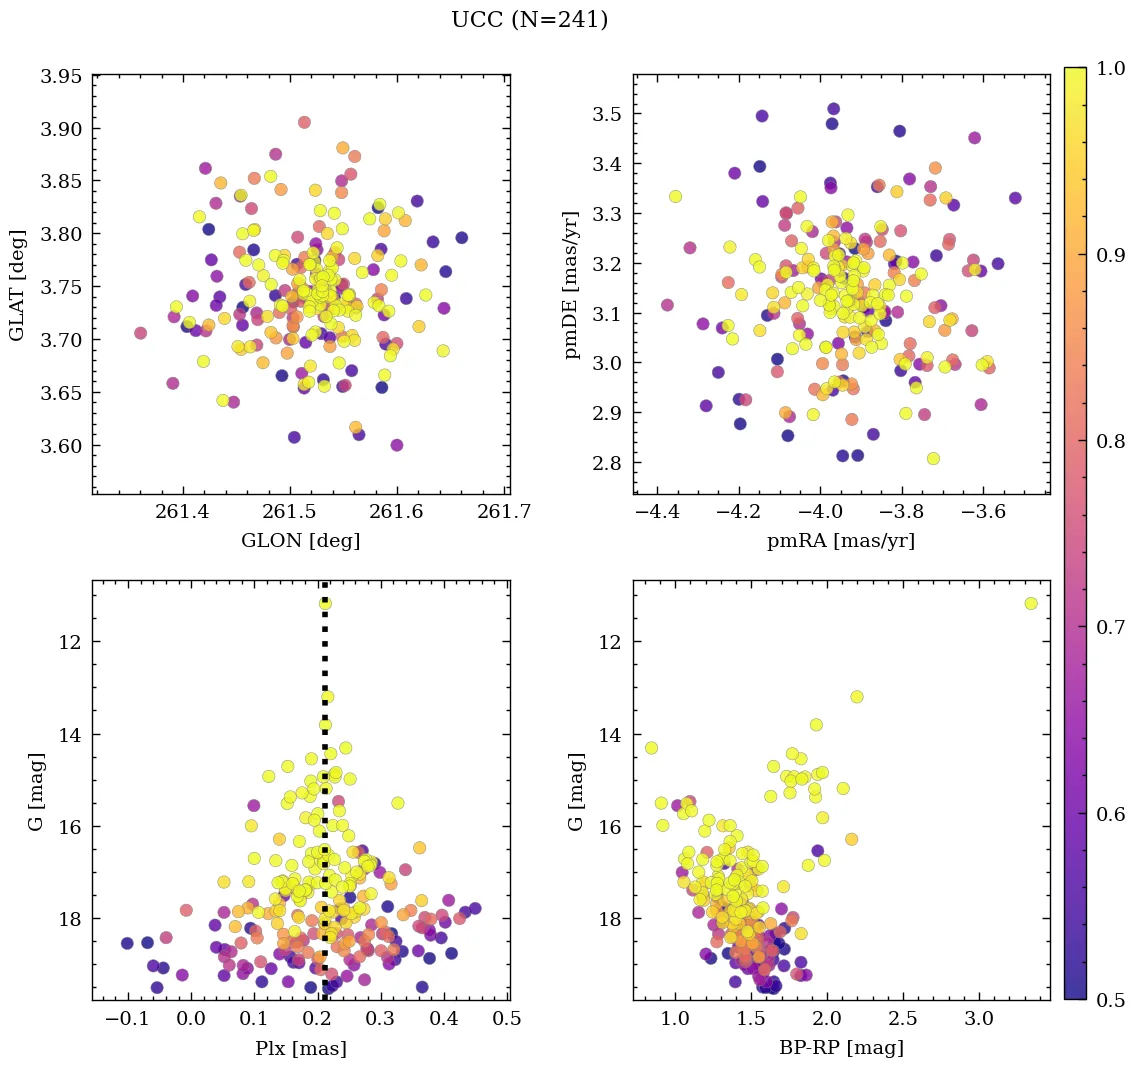 UCC (N=241)
3.95
3.90
3.85
3.80
3.75
3.70
3.65
3.60
GLAT [deg]
261.4 261.5 261.6 261.7
GLON [deg]
3.5
3.4
3.3
3.2
3.1
3.0
2.9
2.8
pmDE [mas/yr]
−4.4 −4.2 −4.0 −3.8 −3.6
pmRA [mas/yr]
12
14
16
18
G [mag]
−0.1 0.0 0.1 0.2 0.3 0.4 0.5
Plx [mas]
12
14
16
18
G [mag]
1.0 1.5 2.0 2.5 3.0
BP-RP [mag]
1.0
0.9
0.8
0.7
0.6
0.5